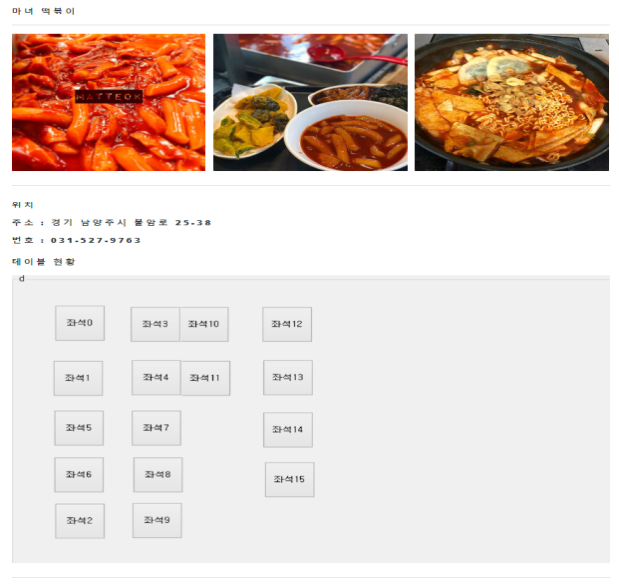 마녀 떡볶이
MATTEOK
위치
주소 : 경기 남양주시 불암로 25-38
번호 : 031-527-9763
테이블 현황
d
좌석0 좌석3 좌석10 좌석12
좌석1 좌석4 좌석11 좌석13
좌석5 좌석7 좌석14
좌석6 좌석8 좌석15
좌석2 좌석9